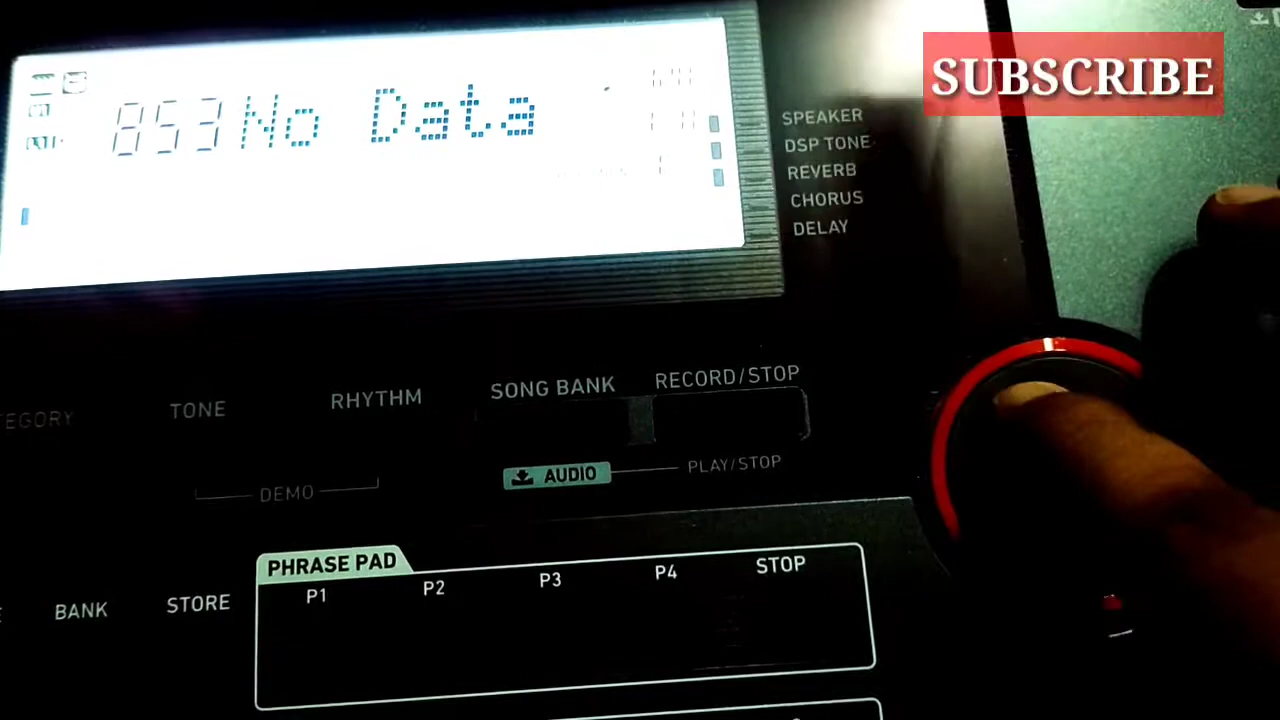 SUBSCRIBE
853 No Data
SPEAKER
DSP TONE
REVERB
CHORUS
DELAY
TONE
RHYTHM
SONG BANK
RECORD/STOP
DEMO
AUDIO
PLAY/STOP
PHRASE PAD
BANK
STORE
P1
P2
P3
P4
STOP